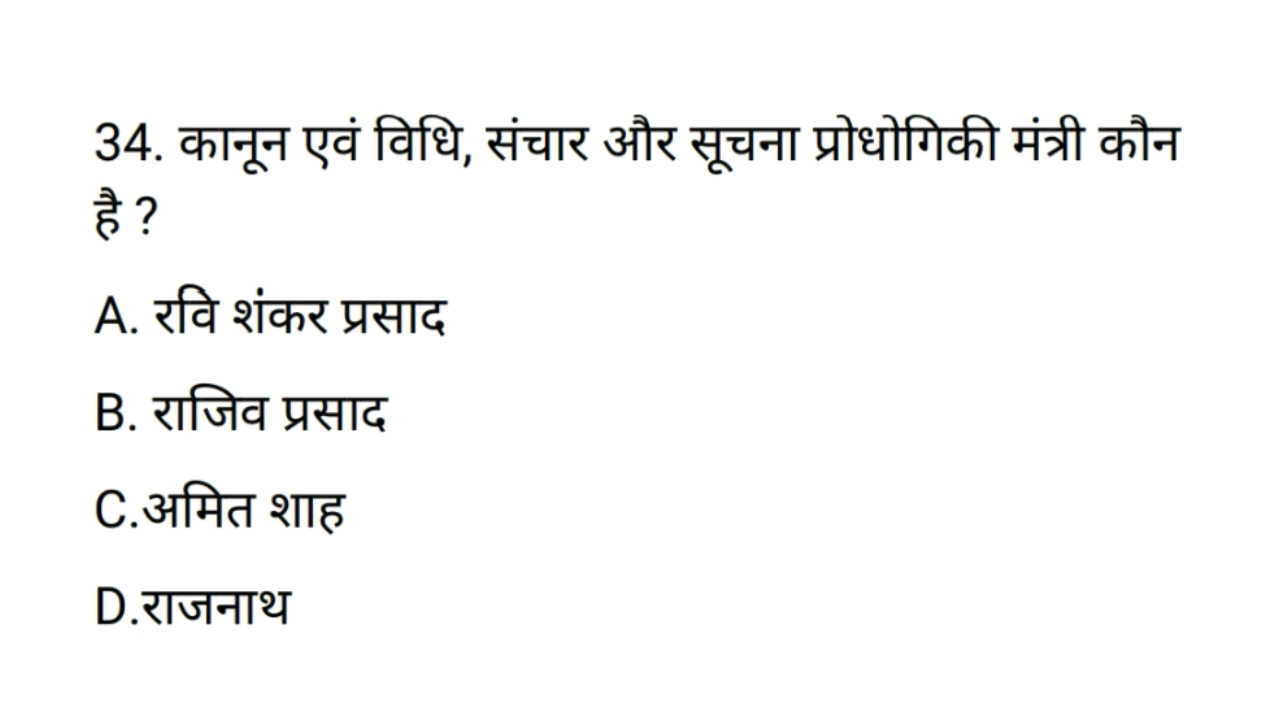 34. कानून एवं विधि, संचार और सूचना प्रोधोगिकी मंत्री कौन
है ?
A. रवि शंकर प्रसाद
B. राजिव प्रसाद
C.अमित शाह
D.राजनाथ